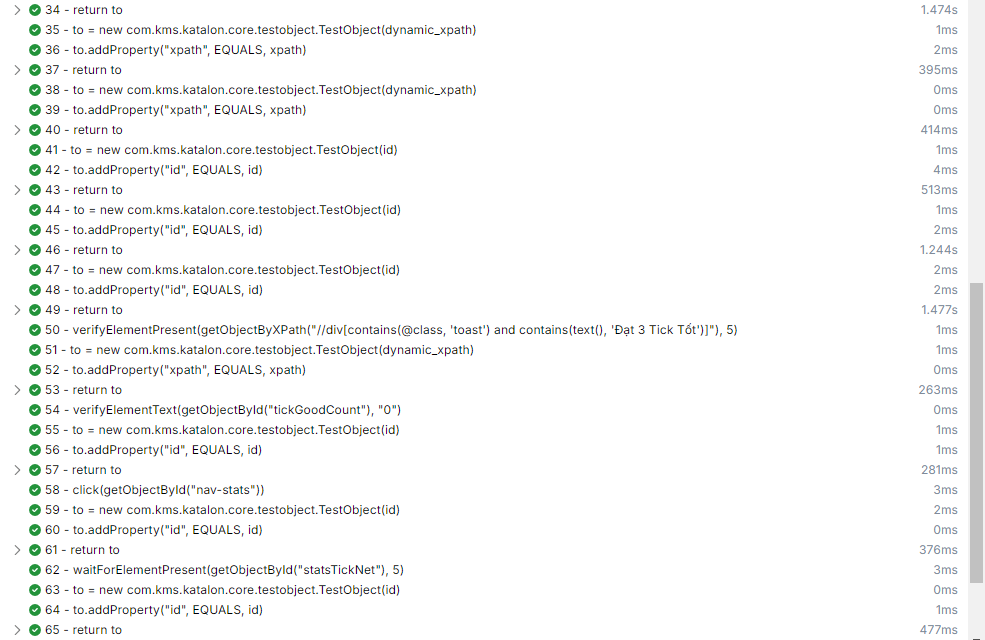 34 - return to 1.474s
35 - to = new com.kms.katalon.core.testobject.TestObject(dynamic_xpath) 1ms
36 - to.addProperty("xpath", EQUALS, xpath) 2ms
37 - return to 395ms
38 - to = new com.kms.katalon.core.testobject.TestObject(dynamic_xpath) 0ms
39 - to.addProperty("xpath", EQUALS, xpath) 0ms
40 - return to 414ms
41 - to = new com.kms.katalon.core.testobject.TestObject(id) 1ms
42 - to.addProperty("id", EQUALS, id) 4ms
43 - return to 513ms
44 - to = new com.kms.katalon.core.testobject.TestObject(id) 1ms
45 - to.addProperty("id", EQUALS, id) 2ms
46 - return to 1.244s
47 - to = new com.kms.katalon.core.testobject.TestObject(id) 2ms
48 - to.addProperty("id", EQUALS, id) 2ms
49 - return to 1.477s
50 - verifyElementPresent(getObjectByXPath("//div[contains(@class, 'toast') and contains(text(), 'Đạt 3 Tick Tốt')]"), 5) 1ms
51 - to = new com.kms.katalon.core.testobject.TestObject(dynamic_xpath) 1ms
52 - to.addProperty("xpath", EQUALS, xpath) 0ms
53 - return to 263ms
54 - verifyElementText(getObjectById("tickGoodCount"), "0") 0ms
55 - to = new com.kms.katalon.core.testobject.TestObject(id) 1ms
56 - to.addProperty("id", EQUALS, id) 1ms
57 - return to 281ms
58 - click(getObjectById("nav-stats")) 3ms
59 - to = new com.kms.katalon.core.testobject.TestObject(id) 2ms
60 - to.addProperty("id", EQUALS, id) 0ms
61 - return to 376ms
62 - waitForElementPresent(getObjectById("statsTickNet"), 5) 3ms
63 - to = new com.kms.katalon.core.testobject.TestObject(id) 0ms
64 - to.addProperty("id", EQUALS, id) 1ms
65 - return to 477ms